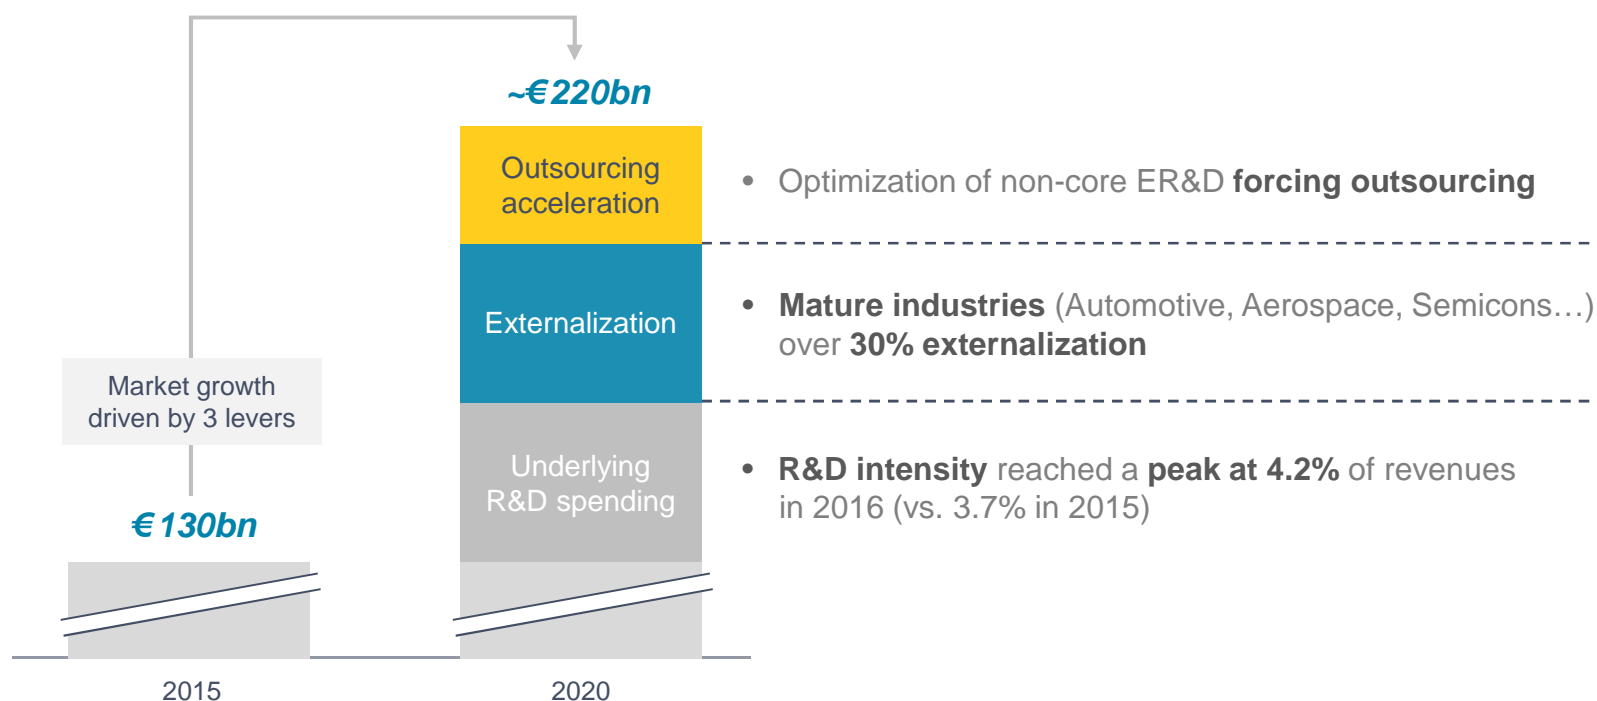 ~€220bn
Outsourcing
acceleration
• Optimization of non-core ER&D forcing outsourcing
Externalization
• Mature industries (Automotive, Aerospace, Semicons…)
over 30% externalization
Market growth
driven by 3 levers
Underlying
R&D spending
• R&D intensity reached a peak at 4.2% of revenues
in 2016 (vs. 3.7% in 2015)
€130bn
2015
2020